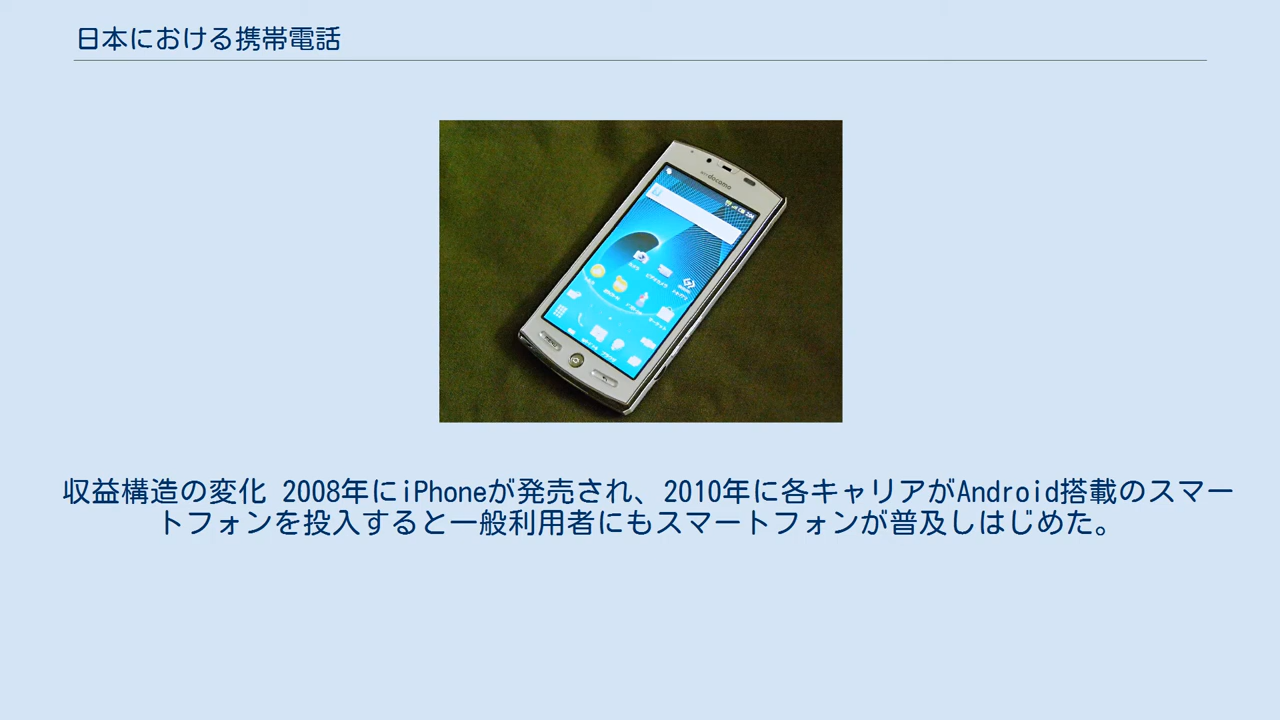 日本における携帯電話
docomo
収益構造の変化 2008年にiPhoneが発売され、2010年に各キャリアがAndroid搭載のスマー
トフォンを投入すると一般利用者にもスマートフォンが普及しはじめた。